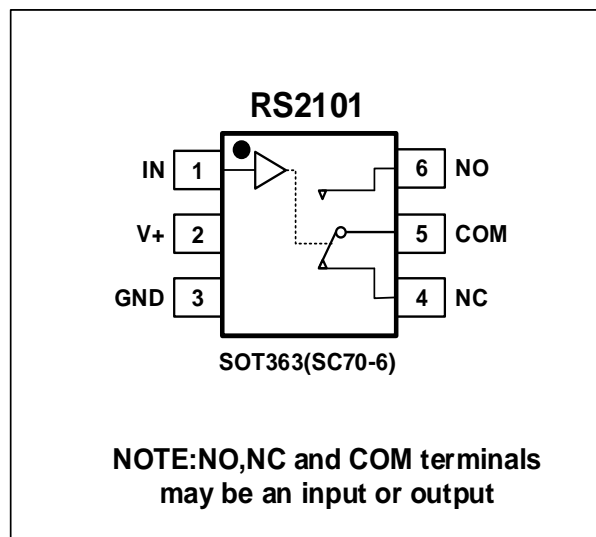 RS2101
IN 1
V+ 2
GND 3
6 NO
5 COM
4 NC
SOT363(SC70-6)
NOTE:NO,NC and COM terminals
may be an input or output